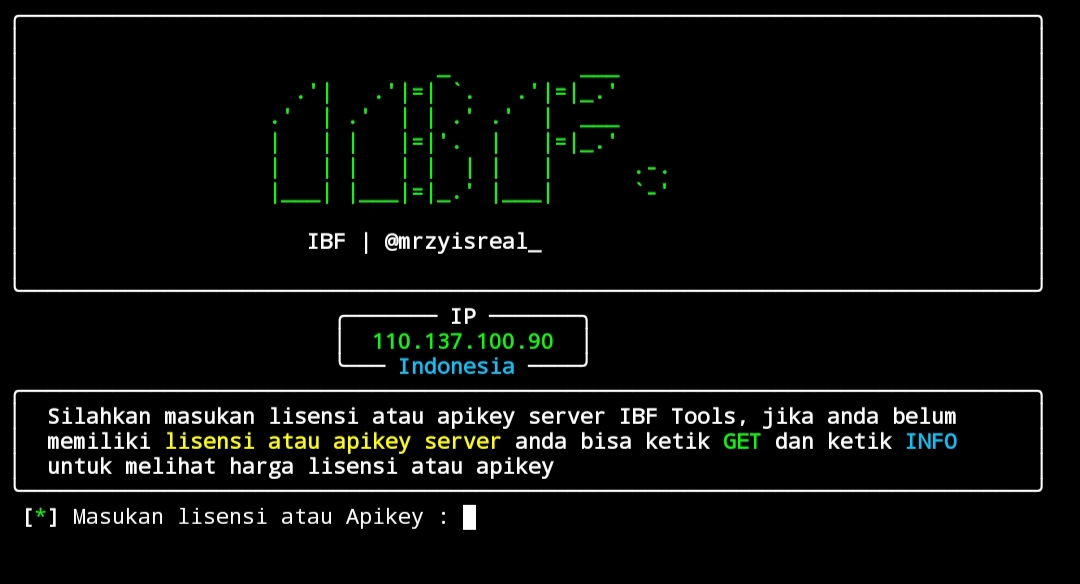 IBF | @mrzyisreal_
IP
110.137.100.90
Indonesia
Silahkan masukan lisensi atau apikey server IBF Tools, jika anda belum
memiliki lisensi atau apikey server anda bisa ketik GET dan ketik INFO
untuk melihat harga lisensi atau apikey
[*] Masukan lisensi atau Apikey :